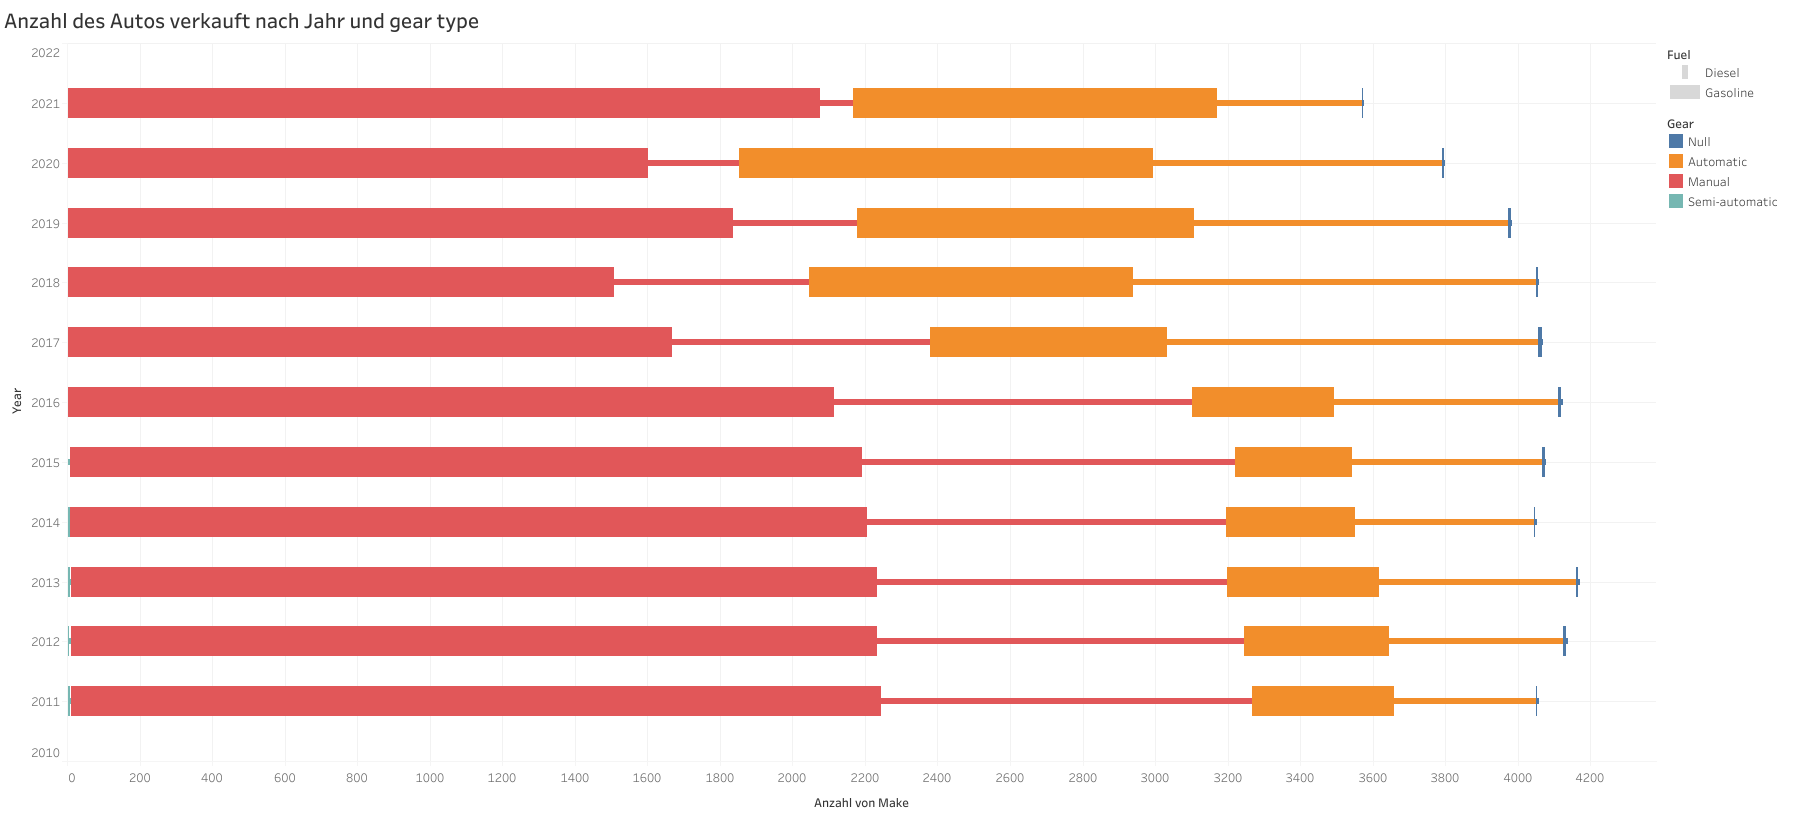 Anzahl des Autos verkauft nach Jahr und gear type
Fuel
Diesel
Gasoline
Gear
Null
Automatic
Manual
Semi-automatic
Year
2022
2021
2020
2019
2018
2017
2016
2015
2014
2013
2012
2011
2010
0 200 400 600 800 1000 1200 1400 1600 1800 2000 2200 2400 2600 2800 3000 3200 3400 3600 3800 4000 4200
Anzahl von Make